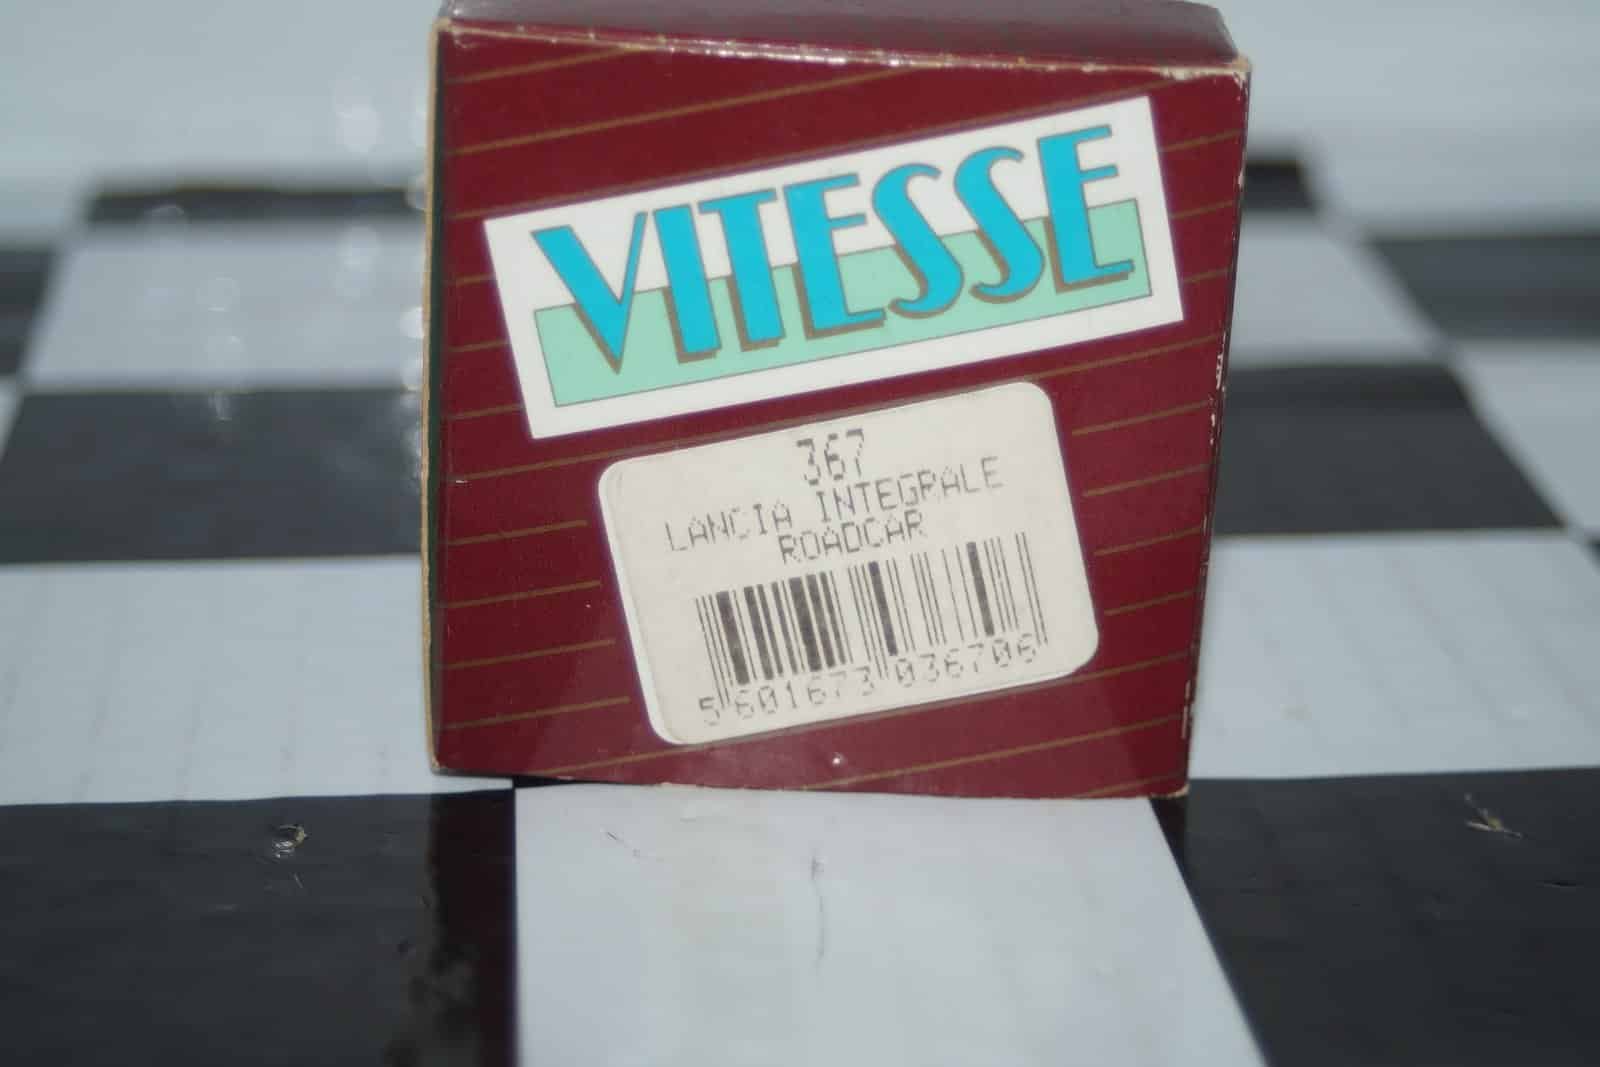 VITESSE
367
LANCIA INTEGRALE
ROADCAR
5 601673 036706